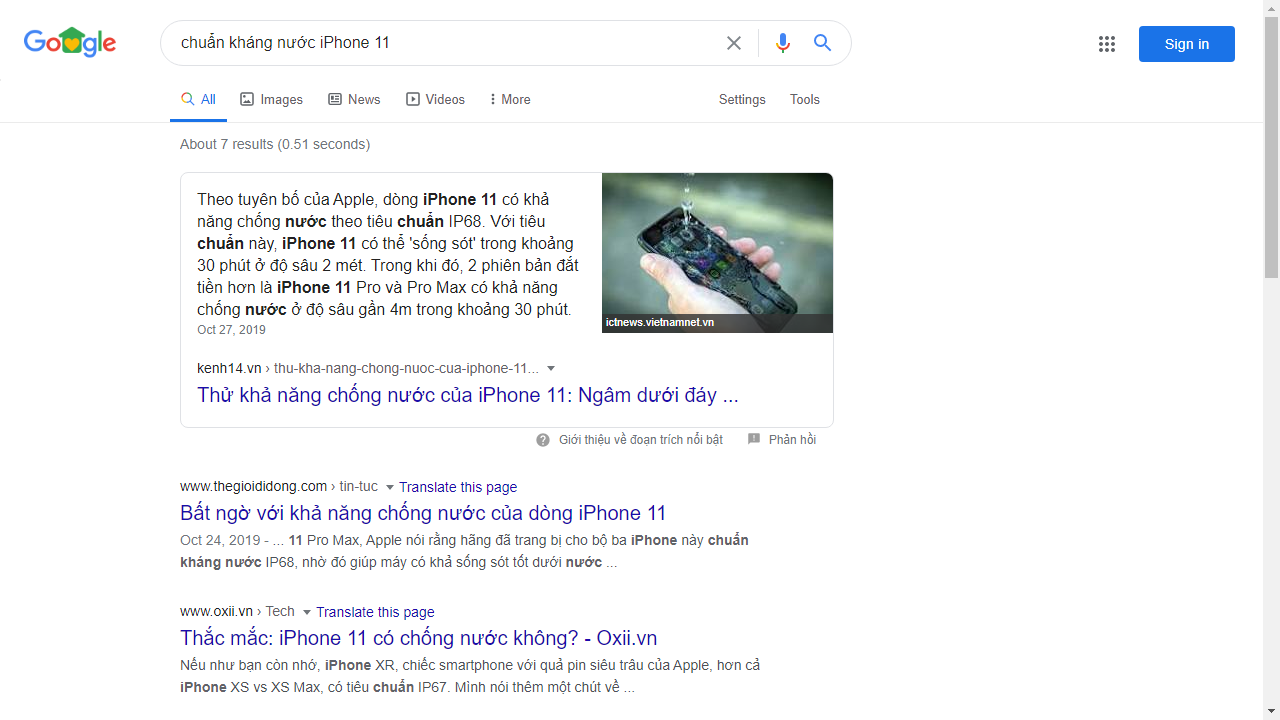 Google
chuẩn kháng nước iPhone 11
Sign in
All
Images
News
Videos
More
Settings
Tools
About 7 results (0.51 seconds)
Theo tuyên bố của Apple, dòng iPhone 11 có khả
năng chống nước theo tiêu chuẩn IP68. Với tiêu
chuẩn này, iPhone 11 có thể 'sống sót' trong khoảng
30 phút ở độ sâu 2 mét. Trong khi đó, 2 phiên bản đắt
tiền hơn là iPhone 11 Pro và Pro Max có khả năng
chống nước ở độ sâu gần 4m trong khoảng 30 phút.
Oct 27, 2019
ictnews.vietnamnet.vn
kenh14.vn › thu-kha-nang-chong-nuoc-cua-iphone-11...
Thử khả năng chống nước của iPhone 11: Ngâm dưới đáy ...
Giới thiệu về đoạn trích nổi bật
Phản hồi
www.thegioididong.com › tin-tuc Translate this page
Bất ngờ với khả năng chống nước của dòng iPhone 11
Oct 24, 2019 - ... 11 Pro Max, Apple nói rằng hãng đã trang bị cho bộ ba iPhone này chuẩn
kháng nước IP68, nhờ đó giúp máy có khả sống sót tốt dưới nước ...
www.oxii.vn › Tech Translate this page
Thắc mắc: iPhone 11 có chống nước không? - Oxii.vn
Nếu như bạn còn nhớ, iPhone XR, chiếc smartphone với quả pin siêu trâu của Apple, hơn cả
iPhone XS vs XS Max, có tiêu chuẩn IP67. Mình nói thêm một chút về ...